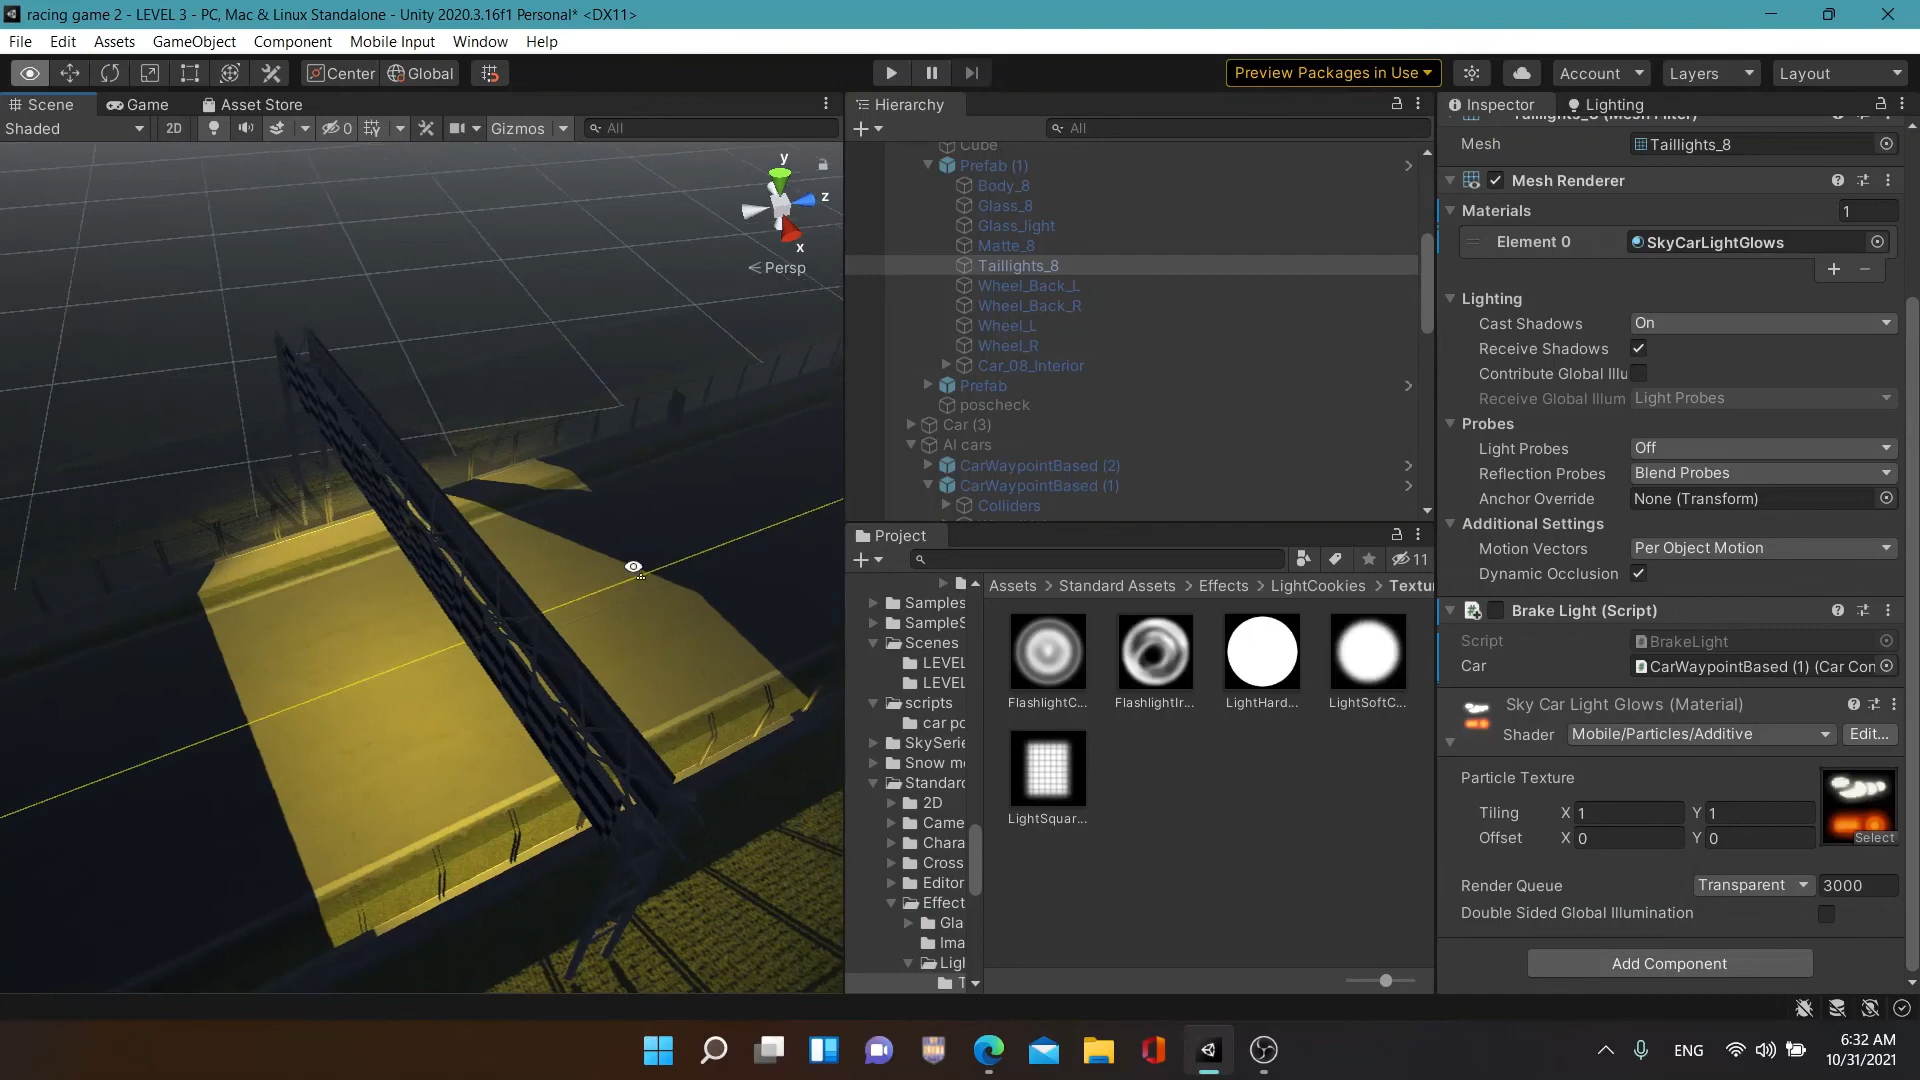 racing game 2 - LEVEL 3 - PC, Mac & Linux Standalone - Unity 2020.3.16f1 Personal* <DX11>
File Edit Assets GameObject Component Mobile Input Window Help
Center Global Preview Packages in Use Account Layers Layout
Scene Game Asset Store
Shaded 2D 0 Gizmos All
y
z
x
Persp
Hierarchy
All
Cube
Prefab (1)
Body_8
Glass_8
Glass_light
Matte_8
Taillights_8
Wheel_Back_L
Wheel_Back_R
Wheel_L
Wheel_R
Car_08_Interior
Prefab
poscheck
Car (3)
AI cars
CarWaypointBased (2)
CarWaypointBased (1)
Colliders
Project
11
Samples
SampleS
Scenes
LEVEL
LEVEL
scripts
car po
SkySerie
Snow m
Standard
2D
Came
Chara
Cross
Editor
Effect
Gla
Ima
Ligh
T
Assets > Standard Assets > Effects > LightCookies > Textu
FlashlightC... FlashlightIr... LightHard... LightSoftC...
LightSquar...
Inspector Lighting
Taillights_8 (Mesh Filter)
Mesh Taillights_8
Mesh Renderer
Materials 1
Element 0 SkyCarLightGlows
Lighting
Cast Shadows On
Receive Shadows
Contribute Global Illu
Receive Global Illum Light Probes
Probes
Light Probes Off
Reflection Probes Blend Probes
Anchor Override None (Transform)
Additional Settings
Motion Vectors Per Object Motion
Dynamic Occlusion
Brake Light (Script)
Script BrakeLight
Car CarWaypointBased (1) (Car Con
Sky Car Light Glows (Material)
Shader Mobile/Particles/Additive Edit...
Particle Texture
Tiling X 1 Y 1
Offset X 0 Y 0
Select
Render Queue Transparent 3000
Double Sided Global Illumination
Add Component
ENG
6:32 AM
10/31/2021